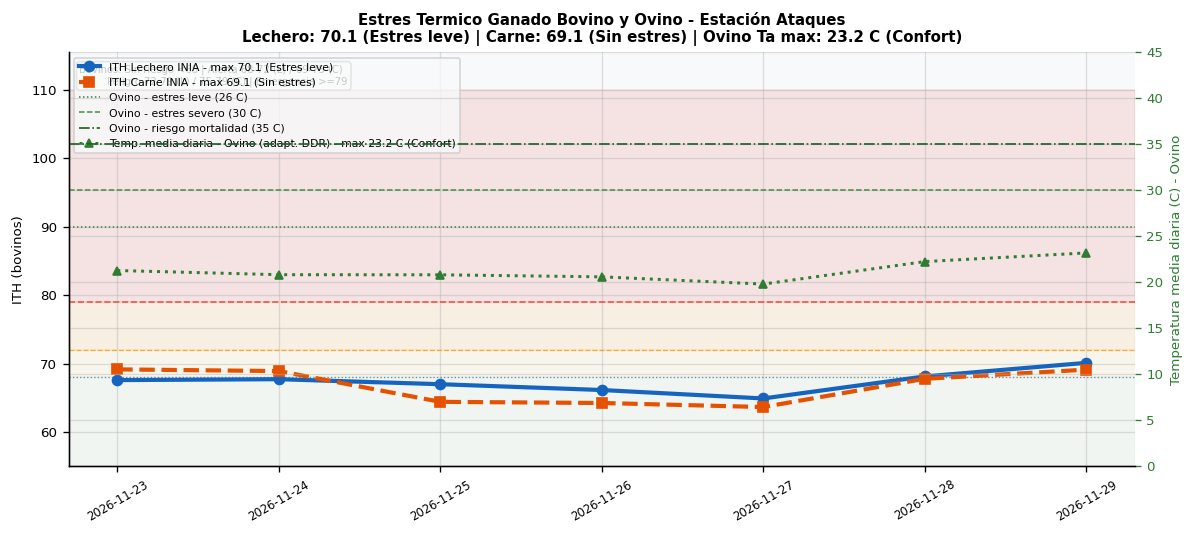 Estres Termico Ganado Bovino y Ovino - Estación Ataques
Lechero: 70.1 (Estres leve) | Carne: 69.1 (Sin estres) | Ovino Ta max: 23.2 C (Confort)
ITH Lechero INIA - max 70.1 (Estres leve)
ITH Carne INIA - max 69.1 (Sin estres)
>=79
Ovino - estres leve (26 C)
Ovino - estres severo (30 C)
Ovino - riesgo mortalidad (35 C)
Temp. media diaria - Ovino (adapt. DDR) - max 23.2 C (Confort)
ITH (bovinos)
110
100
90
80
70
60
45
40
35
30
25
20
15
10
5
0
Temperatura media diaria (C) - Ovino
2026-11-23
2026-11-24
2026-11-25
2026-11-26
2026-11-27
2026-11-28
2026-11-29